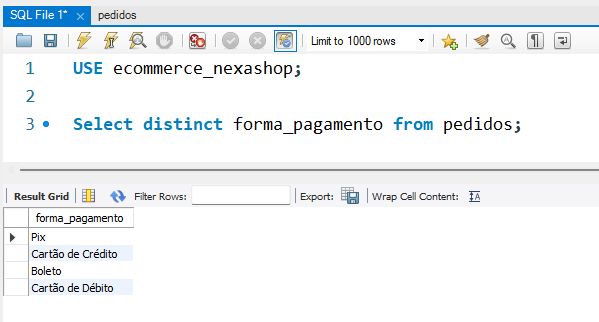 SQL File 1* pedidos
Limit to 1000 rows
1 USE ecommerce_nexashop;
2
3 Select distinct forma_pagamento from pedidos;
Result Grid Filter Rows: Export: Wrap Cell Content:
forma_pagamento
Pix
Cartão de Crédito
Boleto
Cartão de Débito